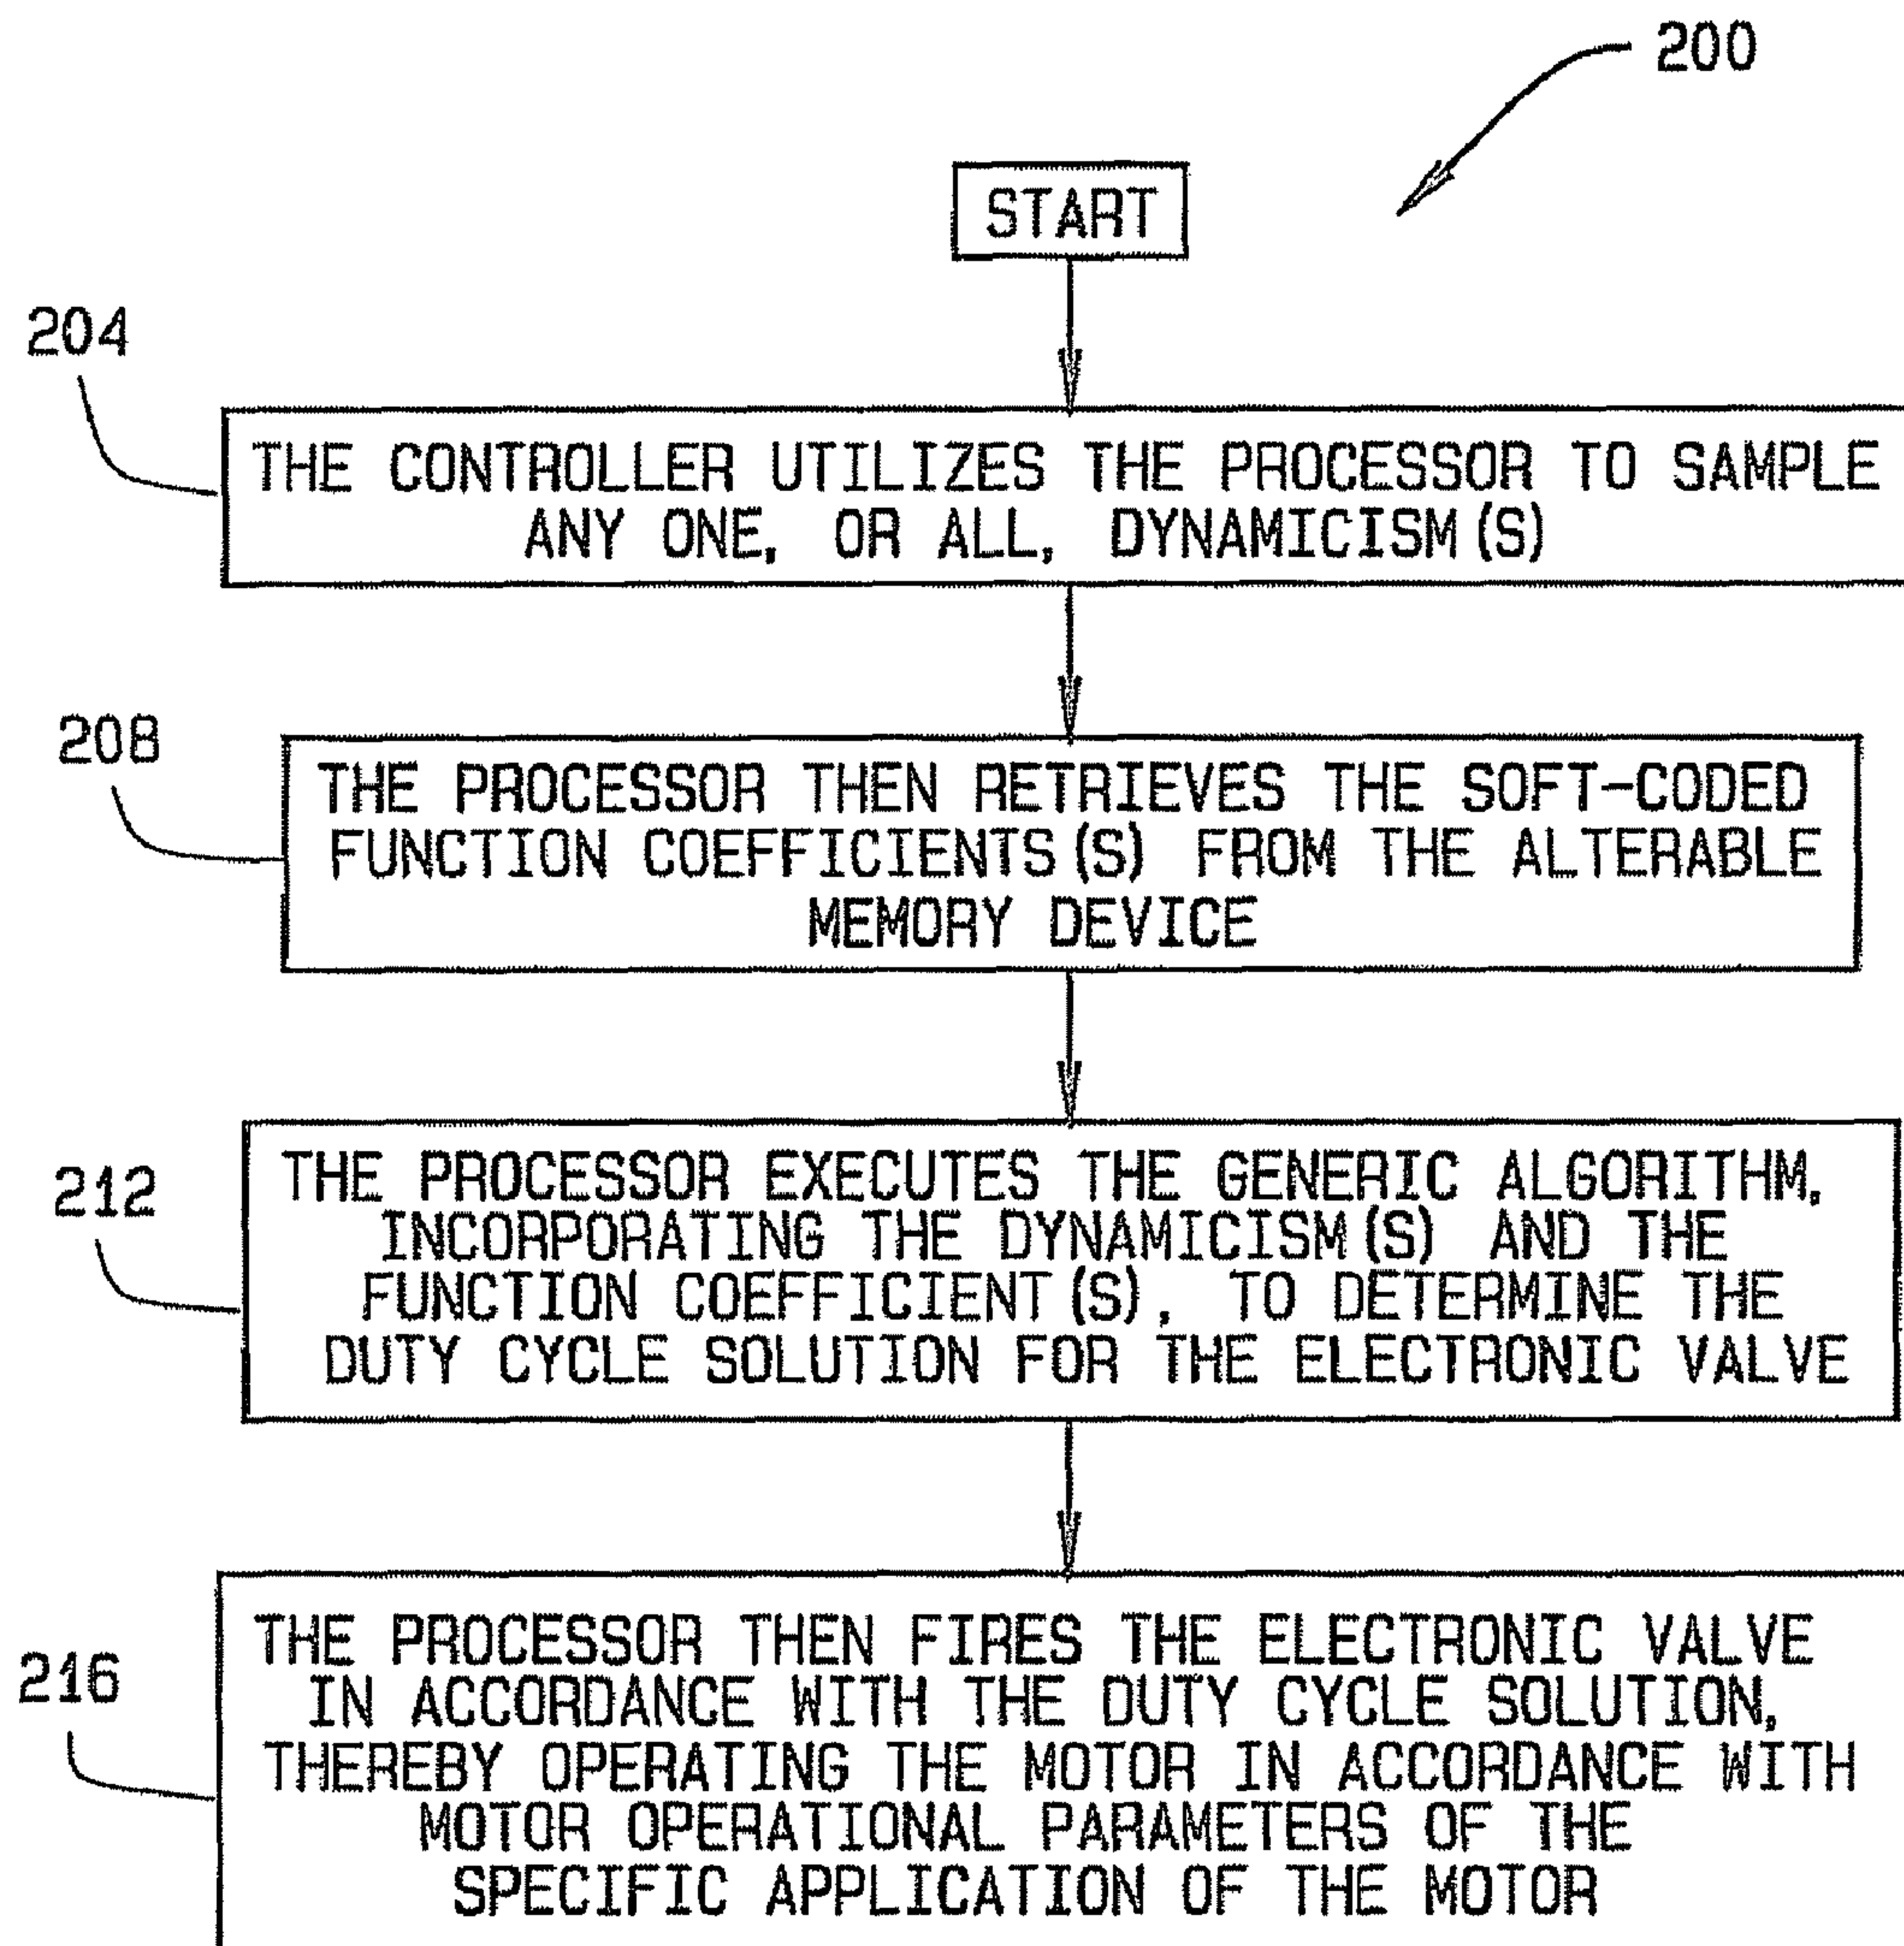 200
START
204
THE CONTROLLER UTILIZES THE PROCESSOR TO SAMPLE
ANY ONE, OR ALL, DYNAMICISM(S)
208
THE PROCESSOR THEN RETRIEVES THE SOFT-CODED
FUNCTION COEFFICIENTS(S) FROM THE ALTERABLE
MEMORY DEVICE
212
THE PROCESSOR EXECUTES THE GENERIC ALGORITHM,
INCORPORATING THE DYNAMICISM(S) AND THE
FUNCTION COEFFICIENT(S), TO DETERMINE THE
DUTY CYCLE SOLUTION FOR THE ELECTRONIC VALVE
216
THE PROCESSOR THEN FIRES THE ELECTRONIC VALVE
IN ACCORDANCE WITH THE DUTY CYCLE SOLUTION,
THEREBY OPERATING THE MOTOR IN ACCORDANCE WITH
MOTOR OPERATIONAL PARAMETERS OF THE
SPECIFIC APPLICATION OF THE MOTOR